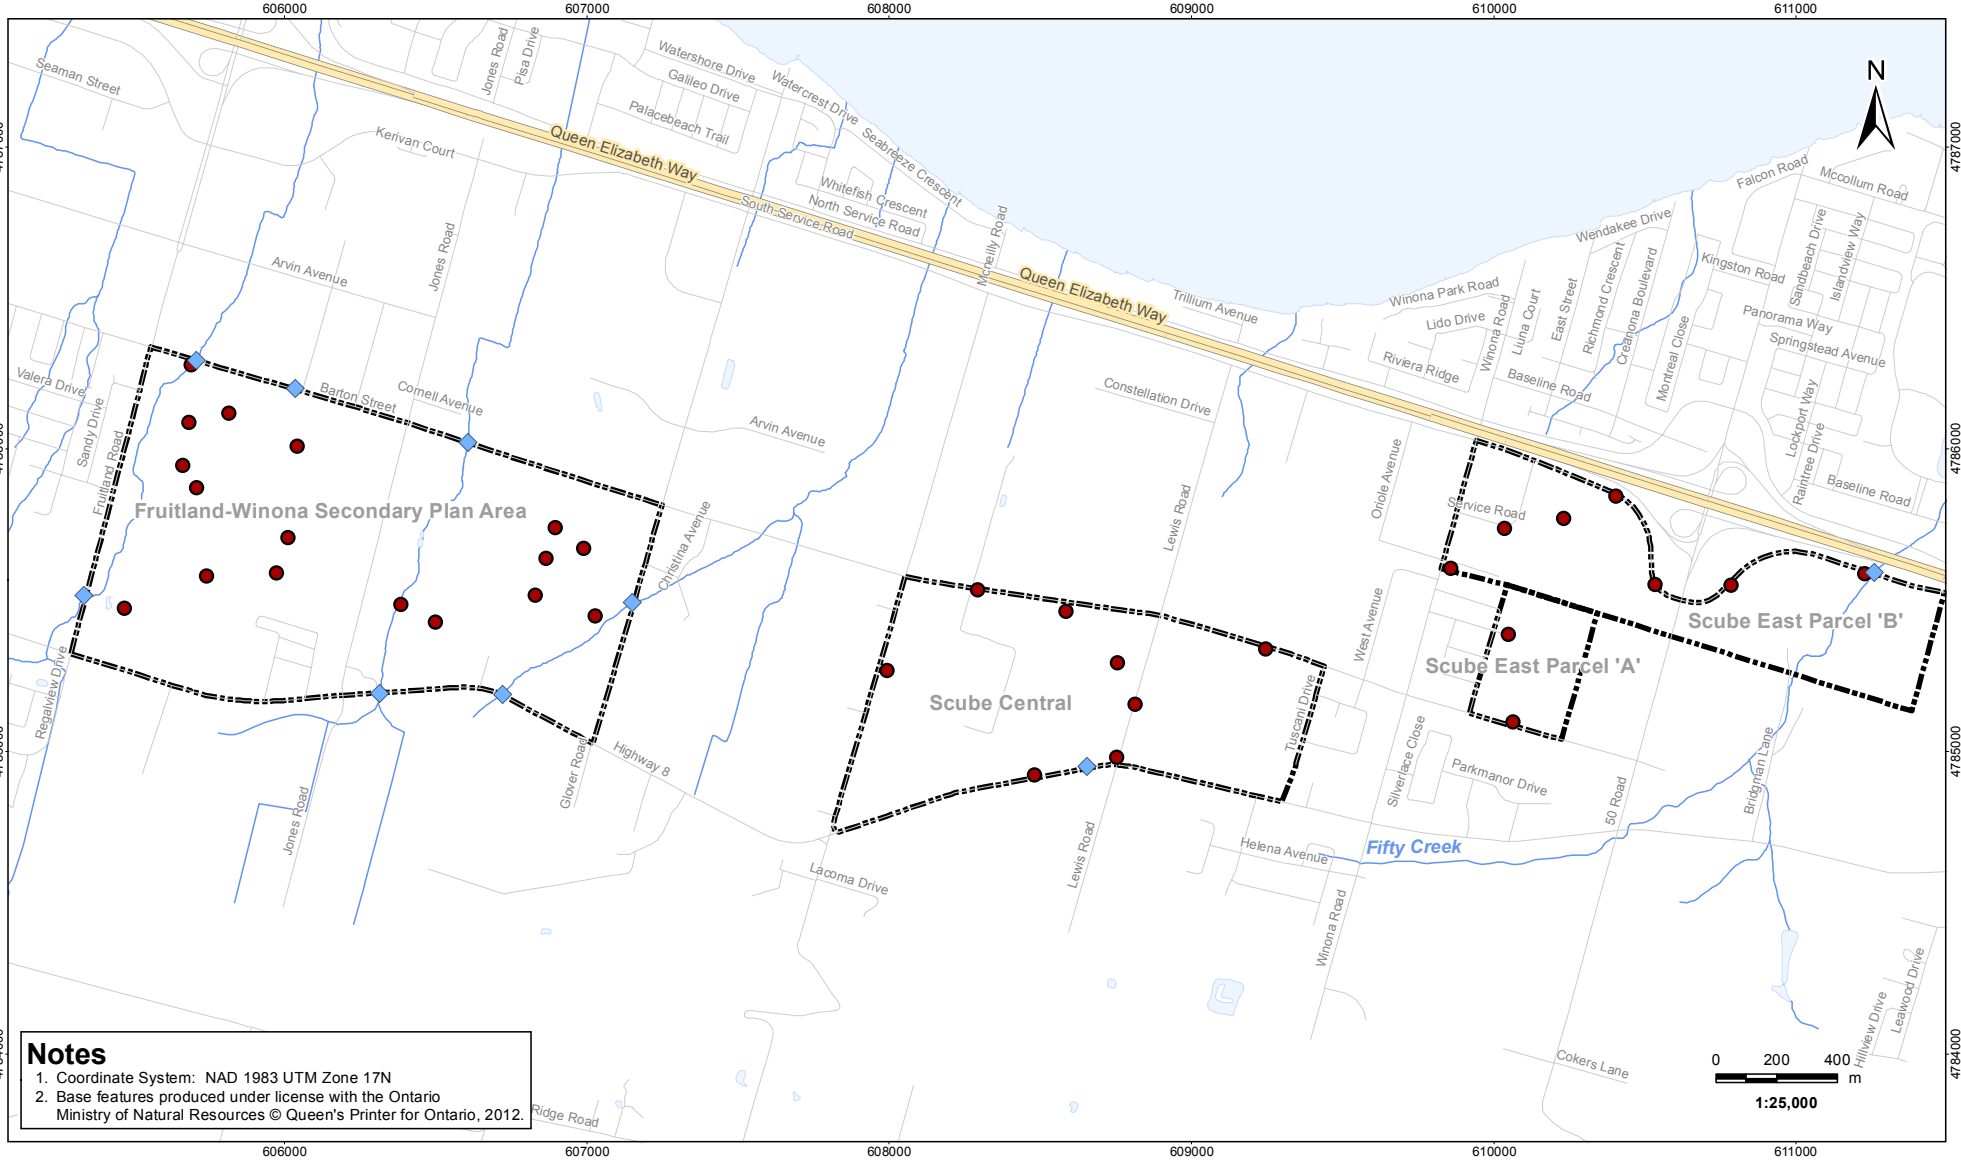 606000
607000
608000
609000
610000
611000
Seaman Street
Jones Road
Pisa Drive
Watershore Drive
Galileo Drive
Palacebeach Trail
Watercrest Drive
Seabreeze Crescent
Kerivan Court
Queen Elizabeth Way
Whitefish Crescent
North Service Road
South Service Road
Mcneilly Road
N
4787000
Falcon Road
Mccollum Road
Wendakee Drive
Sandbeach Drive
Islandview Way
Kingston Road
Arvin Avenue
Jones Road
Queen Elizabeth Way
Trillium Avenue
Winona Park Road
Lido Drive
Riviera Ridge
Winona Road
Liuna Court
East Street
Richmond Crescent
Creanona Boulevard
Montreal Close
Panorama Way
Springstead Avenue
Baseline Road
Lockport Way
Raintree Drive
Baseline Road
4786000
Valera Drive
Sandy Drive
Fruitland Road
Barton Street
Cornell Avenue
Arvin Avenue
Constellation Drive
Oriole Avenue
Service Road
Lewis Road
Christina Avenue
Fruitland-Winona Secondary Plan Area
West Avenue
Scube East Parcel 'B'
Scube East Parcel 'A'
Scube Central
Regalview Drive
Tuscani Drive
Silverlace Close
Parkmanor Drive
50 Road
Bridgman Lane
4785000
Glover Road
Highway 8
Jones Road
Lacoma Drive
Lewis Road
Helena Avenue
Fifty Creek
Winona Road
Hillview Drive
Leawood Drive
Cokers Lane
4784000
Ridge Road
Notes
1. Coordinate System: NAD 1983 UTM Zone 17N
2. Base features produced under license with the Ontario
Ministry of Natural Resources © Queen's Printer for Ontario, 2012.
0 200 400
m
1:25,000
606000
607000
608000
609000
610000
611000